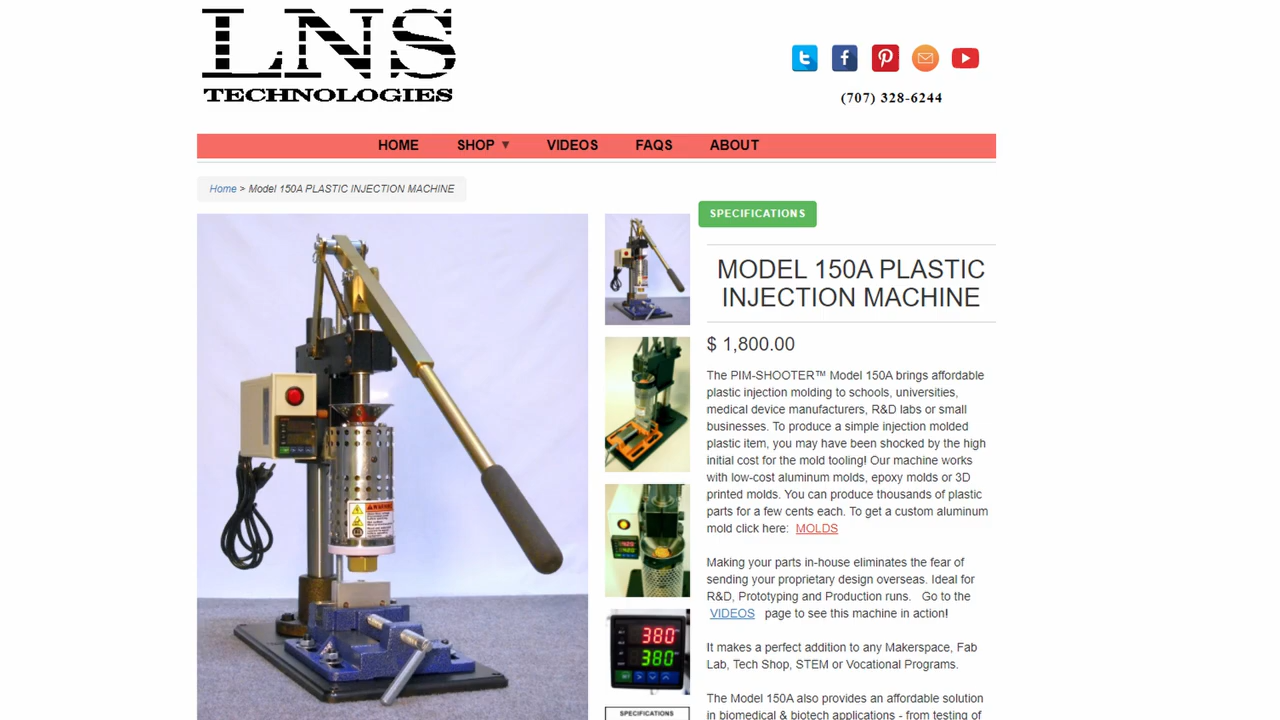 LNS
TECHNOLOGIES
(707) 328-6244
HOME SHOP ▼ VIDEOS FAQS ABOUT
Home > Model 150A PLASTIC INJECTION MACHINE
SPECIFICATIONS
MODEL 150A PLASTIC
INJECTION MACHINE
$ 1,800.00
The PIM-SHOOTER™ Model 150A brings affordable
plastic injection molding to schools, universities,
medical device manufacturers, R&D labs or small
businesses. To produce a simple injection molded
plastic item, you may have been shocked by the high
initial cost for the mold tooling! Our machine works
with low-cost aluminum molds, epoxy molds or 3D
printed molds. You can produce thousands of plastic
parts for a few cents each. To get a custom aluminum
mold click here: MOLDS
Making your parts in-house eliminates the fear of
sending your proprietary design overseas. Ideal for
R&D, Prototyping and Production runs. Go to the
VIDEOS page to see this machine in action!
It makes a perfect addition to any Makerspace, Fab
Lab, Tech Shop, STEM or Vocational Programs.
The Model 150A also provides an affordable solution
in biomedical & biotech applications - from testing of
WARNING
380
380
SPECIFICATIONS